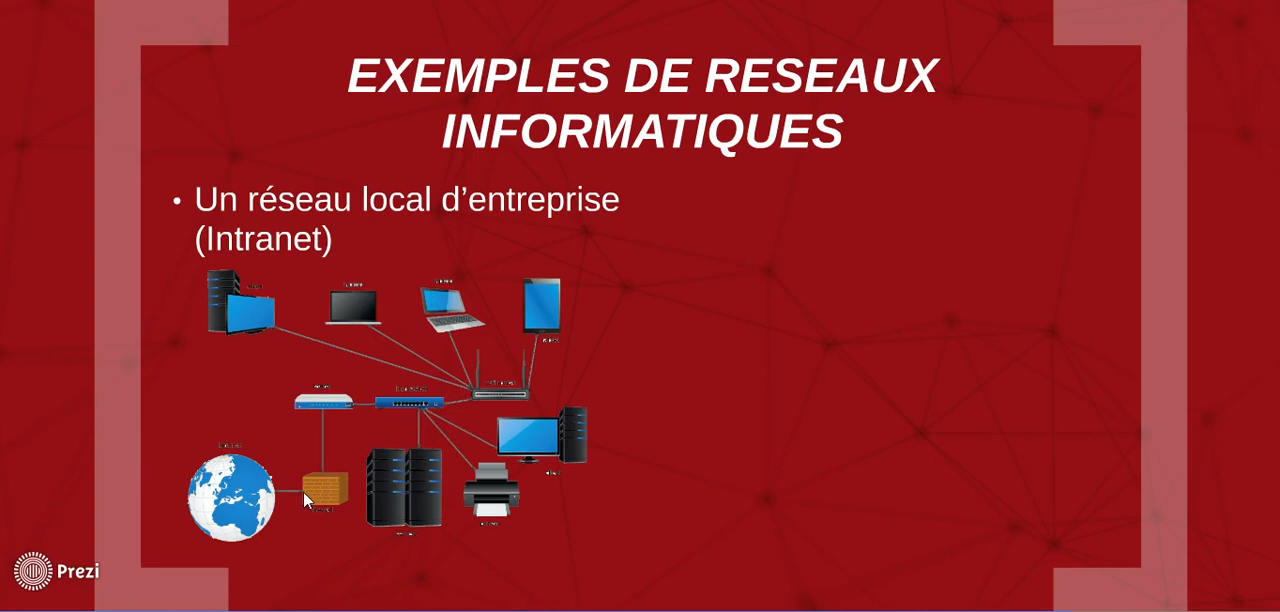 EXEMPLES DE RESEAUX
INFORMATIQUES
• Un réseau local d’entreprise
(Intranet)
Prezi